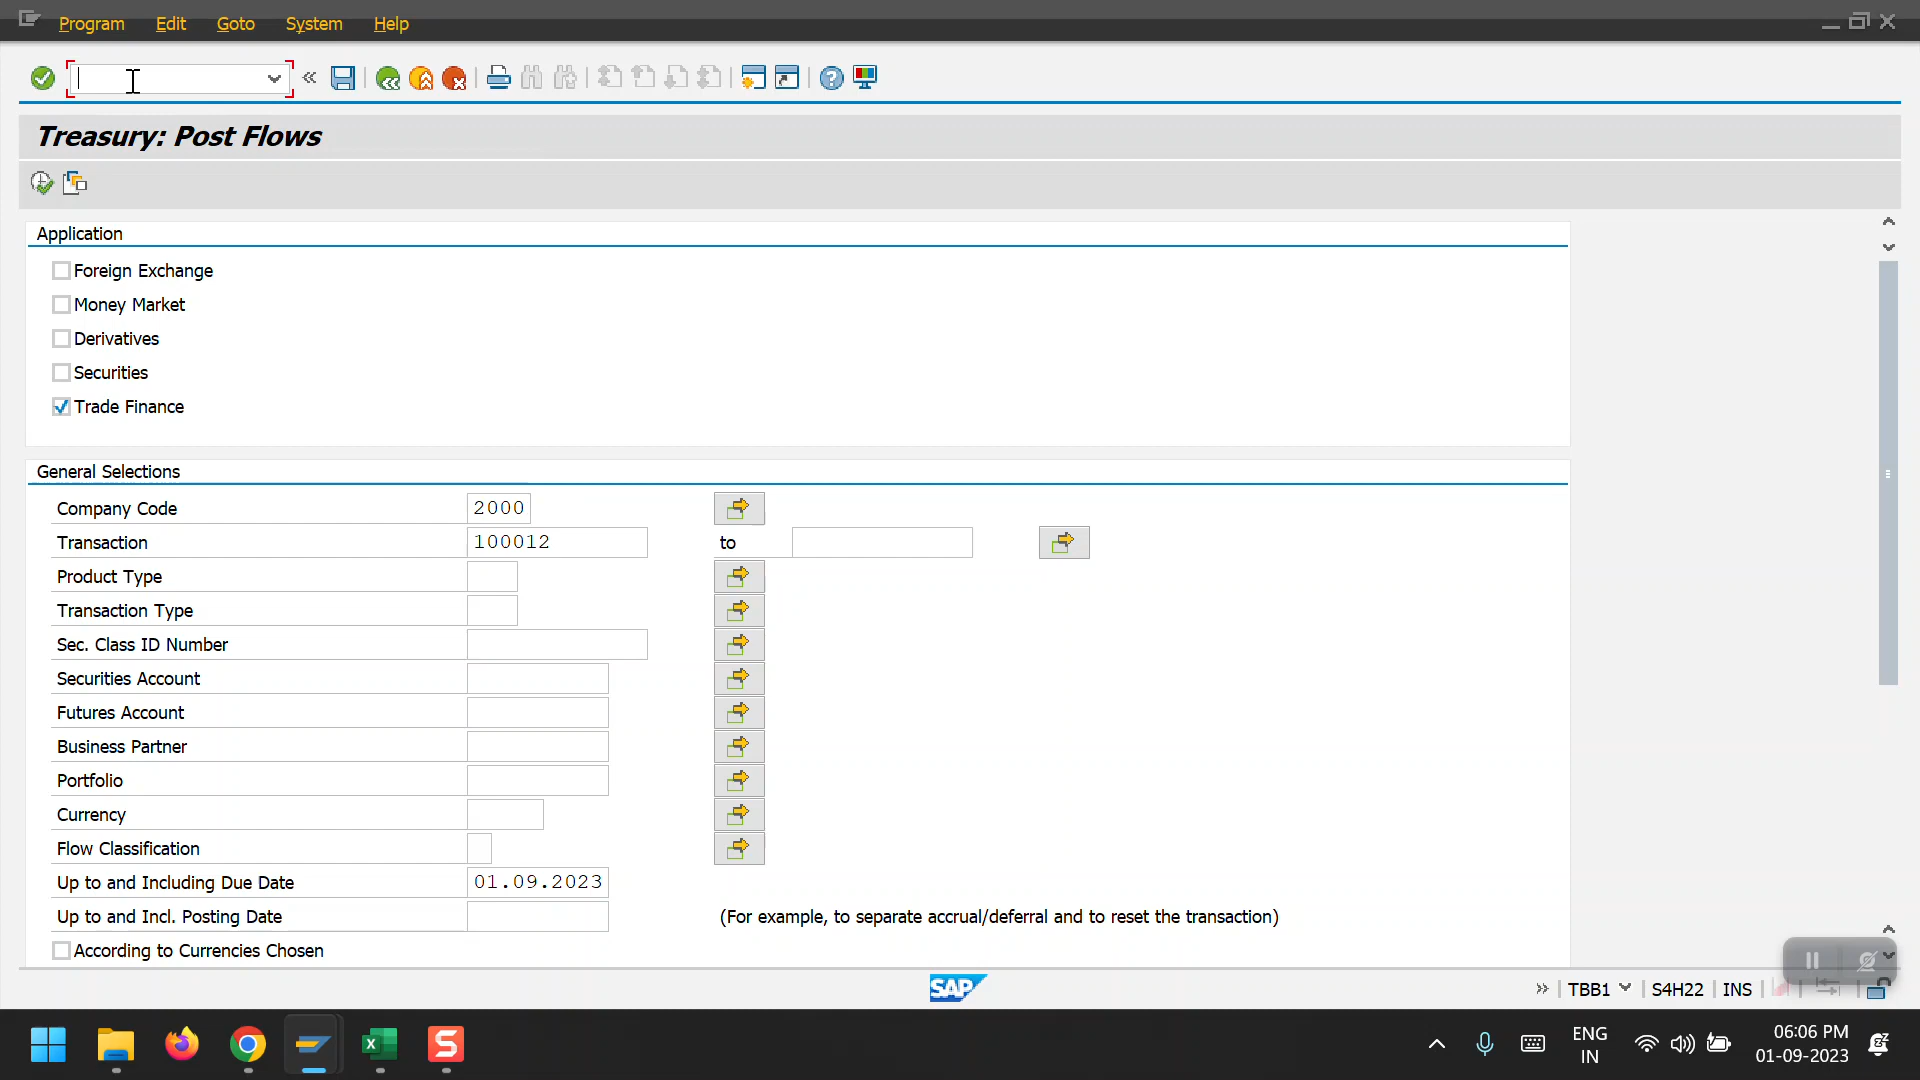 Program Edit Goto System Help
Treasury: Post Flows
Application
Foreign Exchange
Money Market
Derivatives
Securities
Trade Finance
General Selections
Company Code 2000
Transaction 100012 to
Product Type
Transaction Type
Sec. Class ID Number
Securities Account
Futures Account
Business Partner
Portfolio
Currency
Flow Classification
Up to and Including Due Date 01.09.2023
Up to and Incl. Posting Date (For example, to separate accrual/deferral and to reset the transaction)
According to Currencies Chosen
SAP TBB1 S4H22 INS
ENG 06:06 PM
IN 01-09-2023